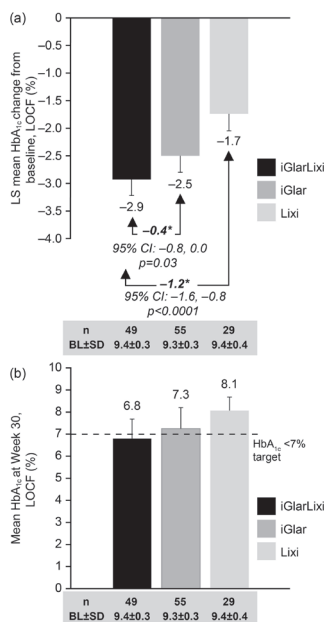 (a)
LS mean HbA1c change from
baseline, LOCF (%)
0
−0.5
−1.0
−1.5
−2.0
−2.5
−3.0
−3.5
−4.0
−2.9
−2.5
−1.7
−0.4*
95% CI: −0.8, 0.0
p=0.03
−1.2*
95% CI: −1.6, −0.8
p<0.0001
iGlarLixi
iGlar
Lixi
n 49 55 29
BL±SD 9.4±0.3 9.3±0.3 9.4±0.4
(b)
Mean HbA1c at Week 30,
LOCF (%)
10
9
8
7
6
5
4
3
2
1
0
6.8
7.3
8.1
HbA1c <7%
target
iGlarLixi
iGlar
Lixi
n 49 55 29
BL±SD 9.4±0.3 9.3±0.3 9.4±0.4